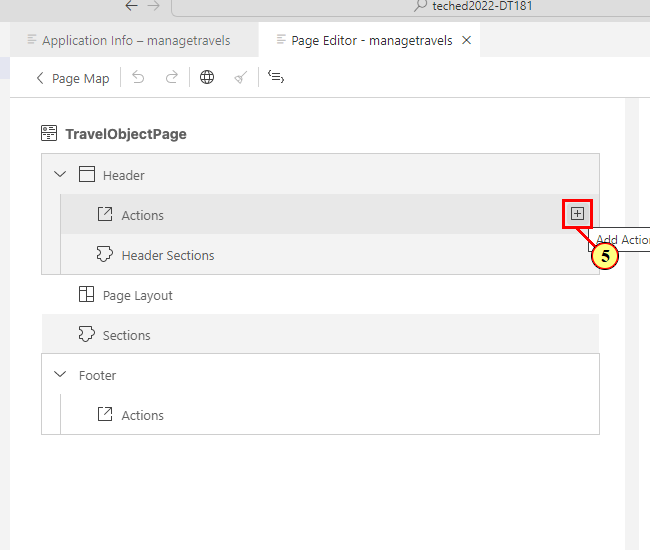 teched2022-DT181
Application Info – managetravels
Page Editor - managetravels
Page Map
TravelObjectPage
Header
Actions
Add Actio
5
Header Sections
Page Layout
Sections
Footer
Actions